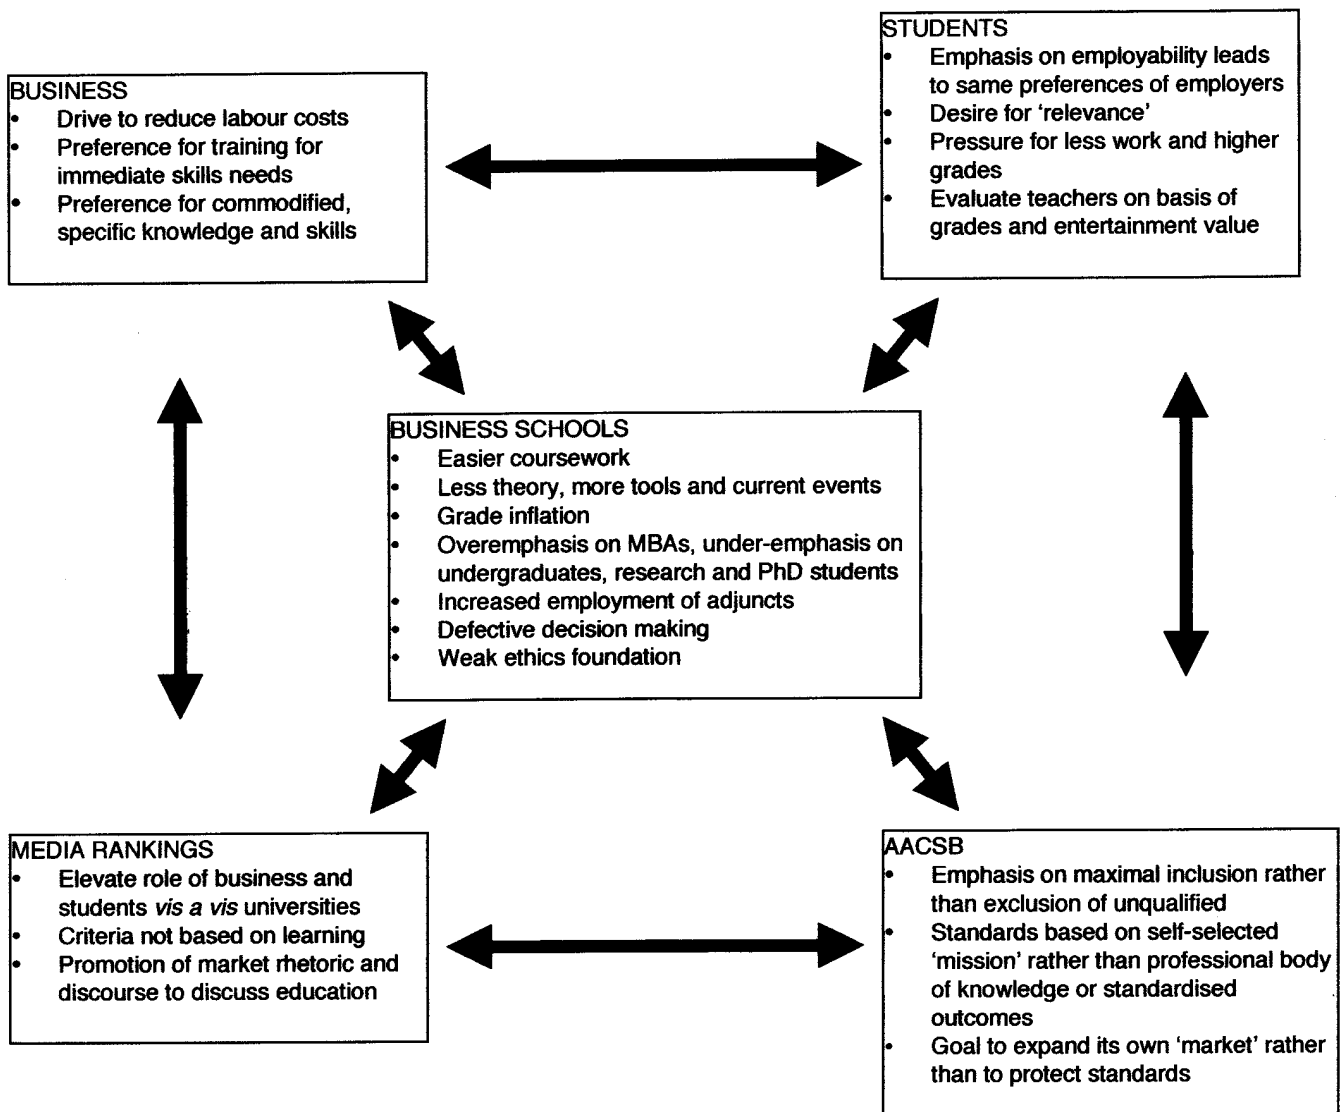 STUDENTS
• Emphasis on employability leads
to same preferences of employers
• Desire for ‘relevance’
• Pressure for less work and higher
grades
• Evaluate teachers on basis of
grades and entertainment value
BUSINESS
• Drive to reduce labour costs
• Preference for training for
immediate skills needs
• Preference for commodified,
specific knowledge and skills
BUSINESS SCHOOLS
• Easier coursework
• Less theory, more tools and current events
• Grade inflation
• Overemphasis on MBAs, under-emphasis on
undergraduates, research and PhD students
• Increased employment of adjuncts
• Defective decision making
• Weak ethics foundation
MEDIA RANKINGS
• Elevate role of business and
students vis a vis universities
• Criteria not based on learning
• Promotion of market rhetoric and
discourse to discuss education
AACSB
• Emphasis on maximal inclusion rather
than exclusion of unqualified
• Standards based on self-selected
‘mission’ rather than professional body
of knowledge or standardised
outcomes
• Goal to expand its own ‘market’ rather
than to protect standards